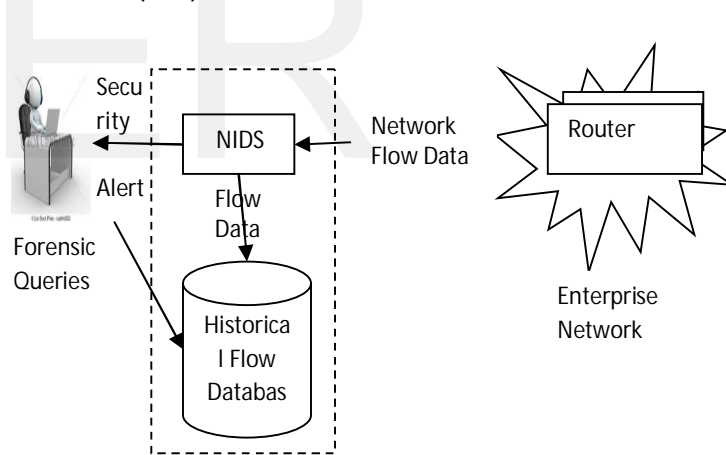 Secu
rity
Alert
Forensic
Queries
NIDS
Flow
Data
Historica
l Flow
Databas
Network
Flow Data
Router
Enterprise
Network